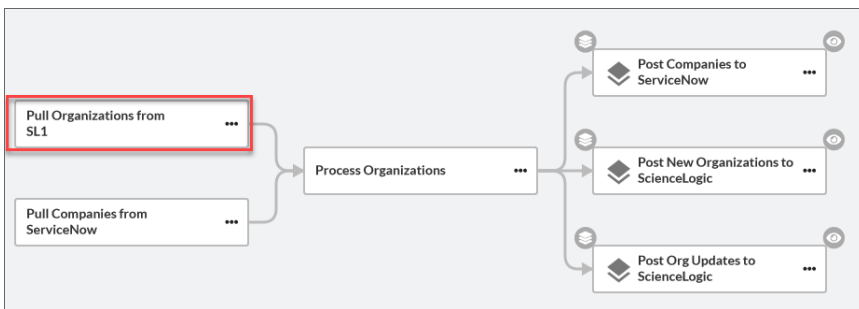 Pull Organizations from
SL1
Pull Companies from
ServiceNow
Process Organizations
Post Companies to
ServiceNow
Post New Organizations to
ScienceLogic
Post Org Updates to
ScienceLogic